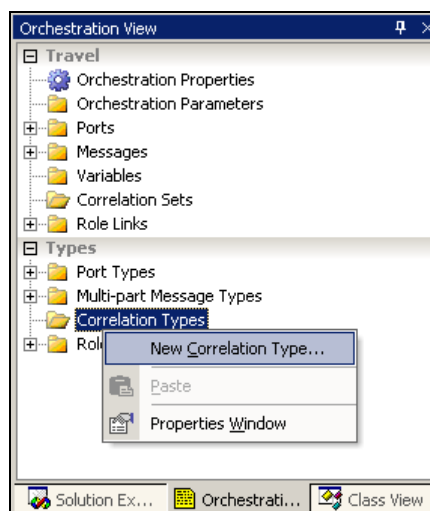 Orchestration View
Travel
Orchestration Properties
Orchestration Parameters
Ports
Messages
Variables
Correlation Sets
Role Links
Types
Port Types
Multi-part Message Types
Correlation Types
New Correlation Type...
Paste
Properties Window
Solution Ex... Orchestrati... Class View